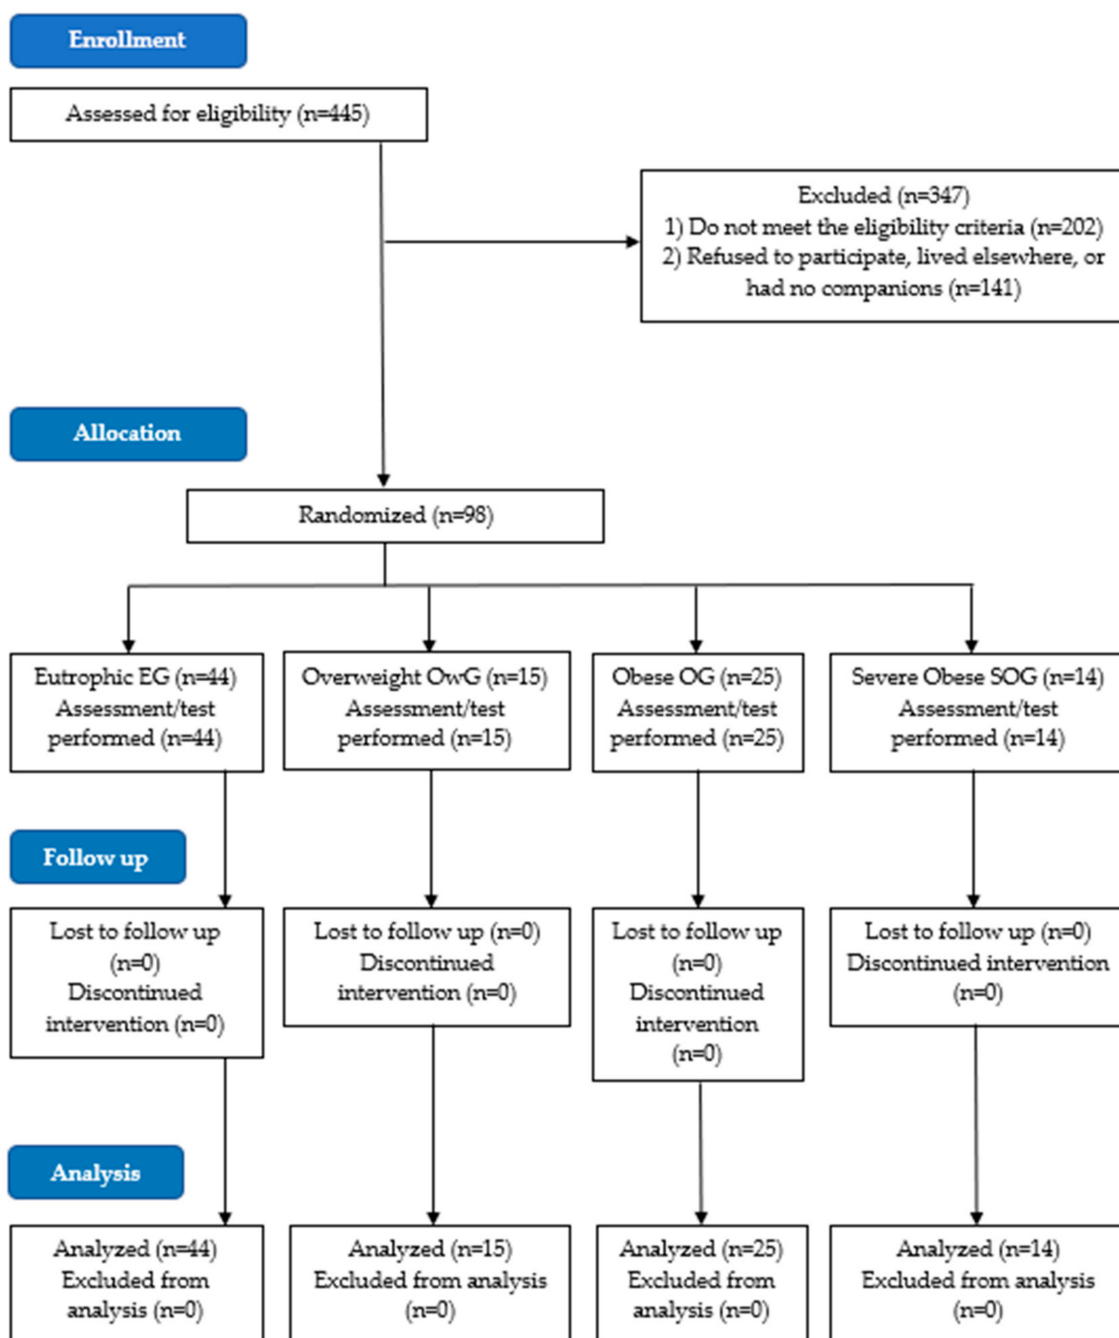 Enrollment
Assessed for eligibility (n=445)
Excluded (n=347)
1) Do not meet the eligibility criteria (n=202)
2) Refused to participate, lived elsewhere, or
had no companions (n=141)
Allocation
Randomized (n=98)
Eutrophic EG (n=44)
Assessment/test
performed (n=44)
Overweight OwG (n=15)
Assessment/test
performed (n=15)
Obese OG (n=25)
Assessment/test
performed (n=25)
Severe Obese SOG (n=14)
Assessment/test
performed (n=14)
Follow up
Lost to follow up
(n=0)
Discontinued
intervention (n=0)
Lost to follow up (n=0)
Discontinued
intervention (n=0)
Lost to follow up
(n=0)
Discontinued
intervention
(n=0)
Lost to follow up (n=0)
Discontinued intervention
(n=0)
Analysis
Analyzed (n=44)
Excluded from
analysis (n=0)
Analyzed (n=15)
Excluded from analysis
(n=0)
Analyzed (n=25)
Excluded from
analysis (n=0)
Analyzed (n=14)
Excluded from analysis
(n=0)